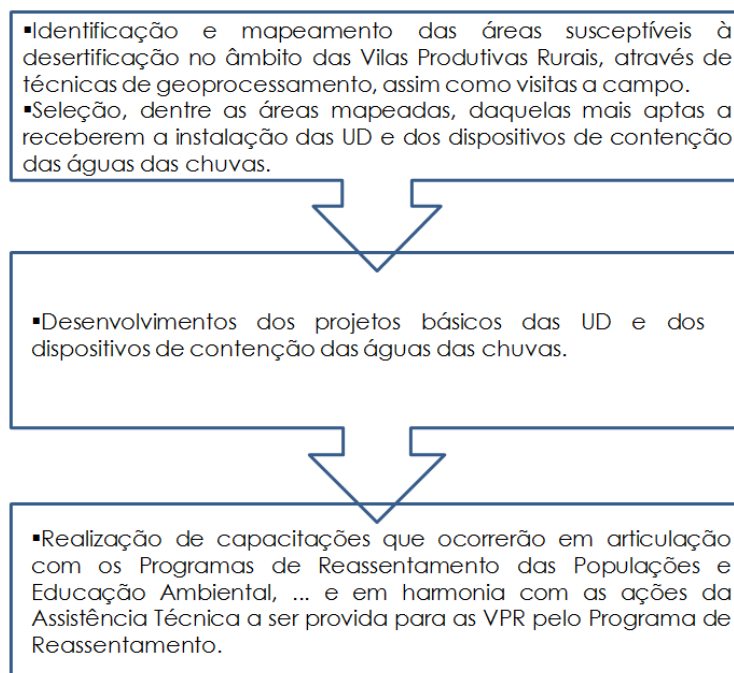 ▪Identificação e mapeamento das áreas susceptíveis à
desertificação no âmbito das Vilas Produtivas Rurais, através de
técnicas de geoprocessamento, assim como visitas a campo.
▪Seleção, dentre as áreas mapeadas, daquelas mais aptas a
receberem a instalação das UD e dos dispositivos de contenção
das águas das chuvas.
▪Desenvolvimentos dos projetos básicos das UD e dos
dispositivos de contenção das águas das chuvas.
▪Realização de capacitações que ocorrerão em articulação
com os Programas de Reassentamento das Populações e
Educação Ambiental, ... e em harmonia com as ações da
Assistência Técnica a ser provida para as VPR pelo Programa de
Reassentamento.